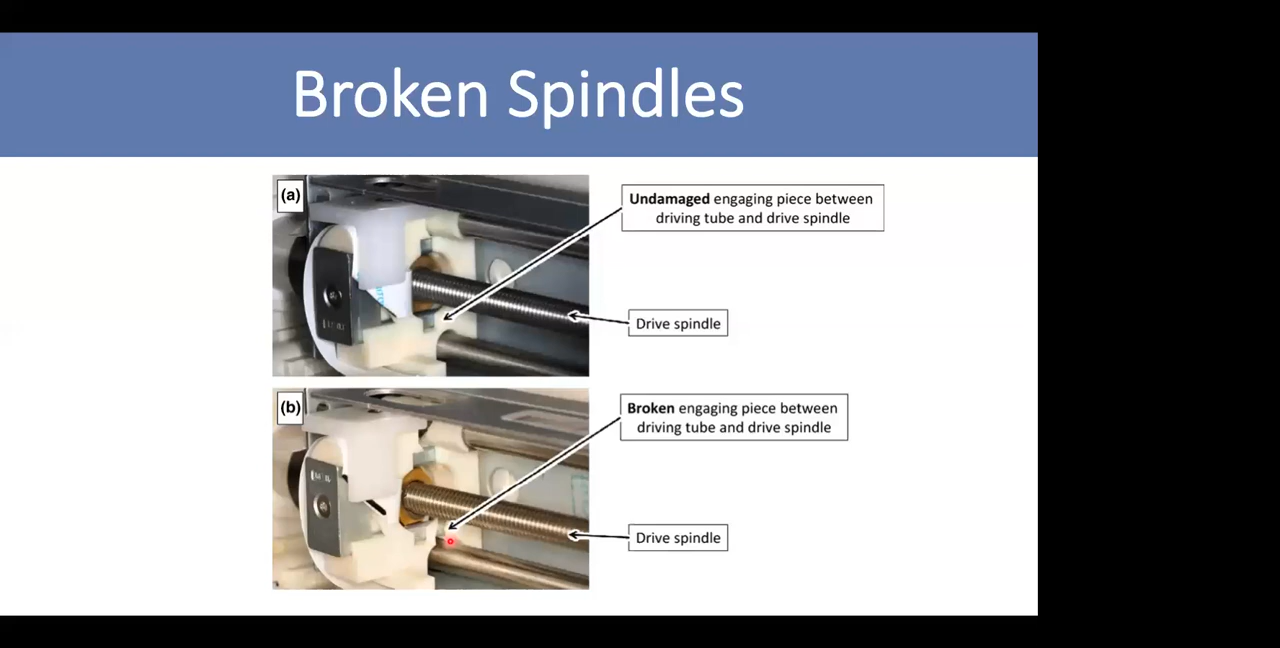 Broken Spindles
(a)
Undamaged engaging piece between
driving tube and drive spindle
Drive spindle
(b)
Broken engaging piece between
driving tube and drive spindle
Drive spindle